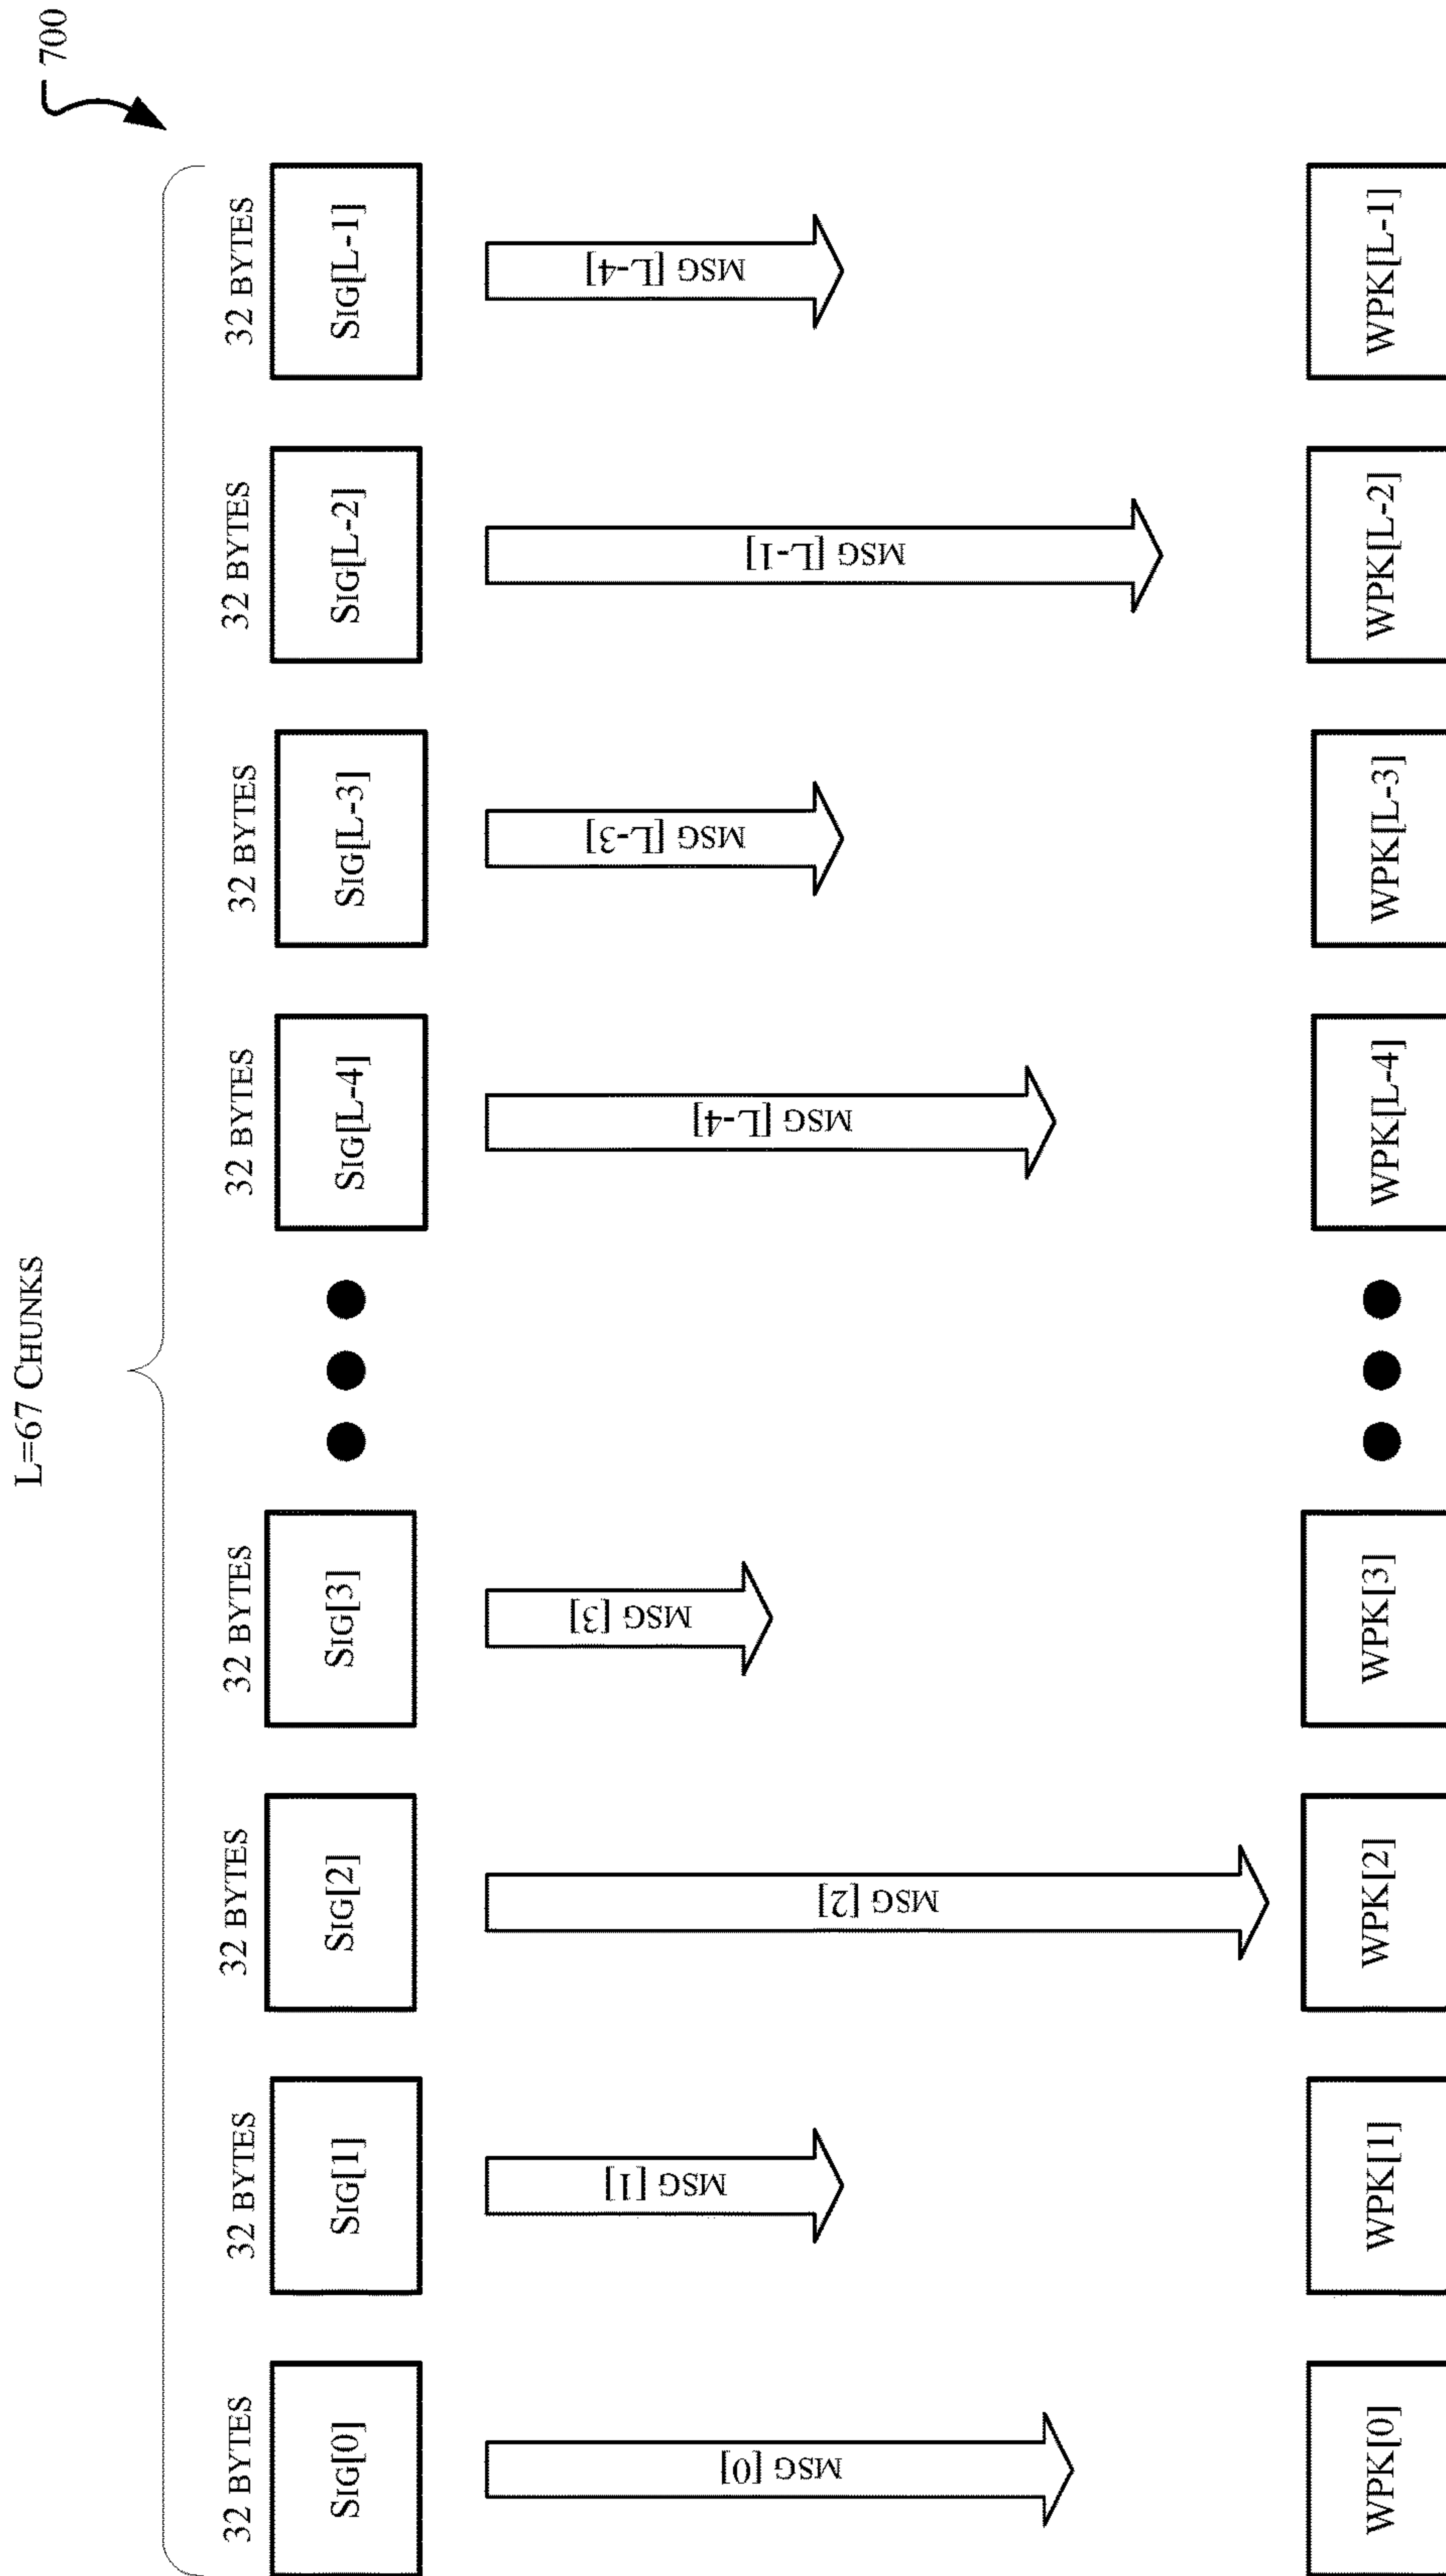 700
L=67 CHUNKS
32 BYTES
32 BYTES
32 BYTES
32 BYTES
32 BYTES
32 BYTES
32 BYTES
32 BYTES
SIG[0]
SIG[1]
SIG[2]
SIG[3]
SIG[L-4]
SIG[L-3]
SIG[L-2]
SIG[L-1]
MSG [0]
MSG [1]
MSG [2]
MSG [3]
MSG [L-4]
MSG [L-3]
MSG [L-1]
MSG [L-4]
WPK[0]
WPK[1]
WPK[2]
WPK[3]
WPK[L-4]
WPK[L-3]
WPK[L-2]
WPK[L-1]